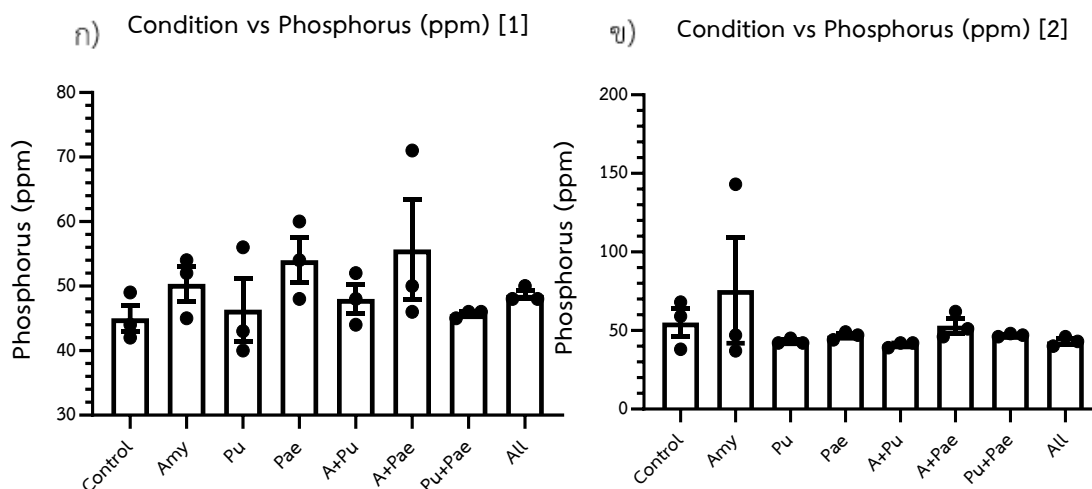 ก) Condition vs Phosphorus (ppm) [1]
Phosphorus (ppm)
80
70
60
50
40
30
Control
Amy
Pu
Pae
A+Pu
A+Pae
Pu+Pae
All
ข) Condition vs Phosphorus (ppm) [2]
Phosphorus (ppm)
200
150
100
50
0
Control
Amy
Pu
Pae
A+Pu
A+Pae
Pu+Pae
All